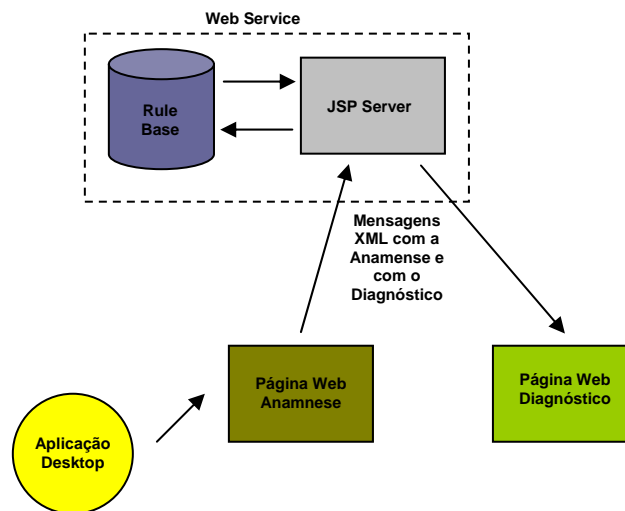 Web Service
Rule
Base
JSP Server
Mensagens
XML com a
Anamense e
com o
Diagnóstico
Página Web
Anamnese
Página Web
Diagnóstico
Aplicação
Desktop